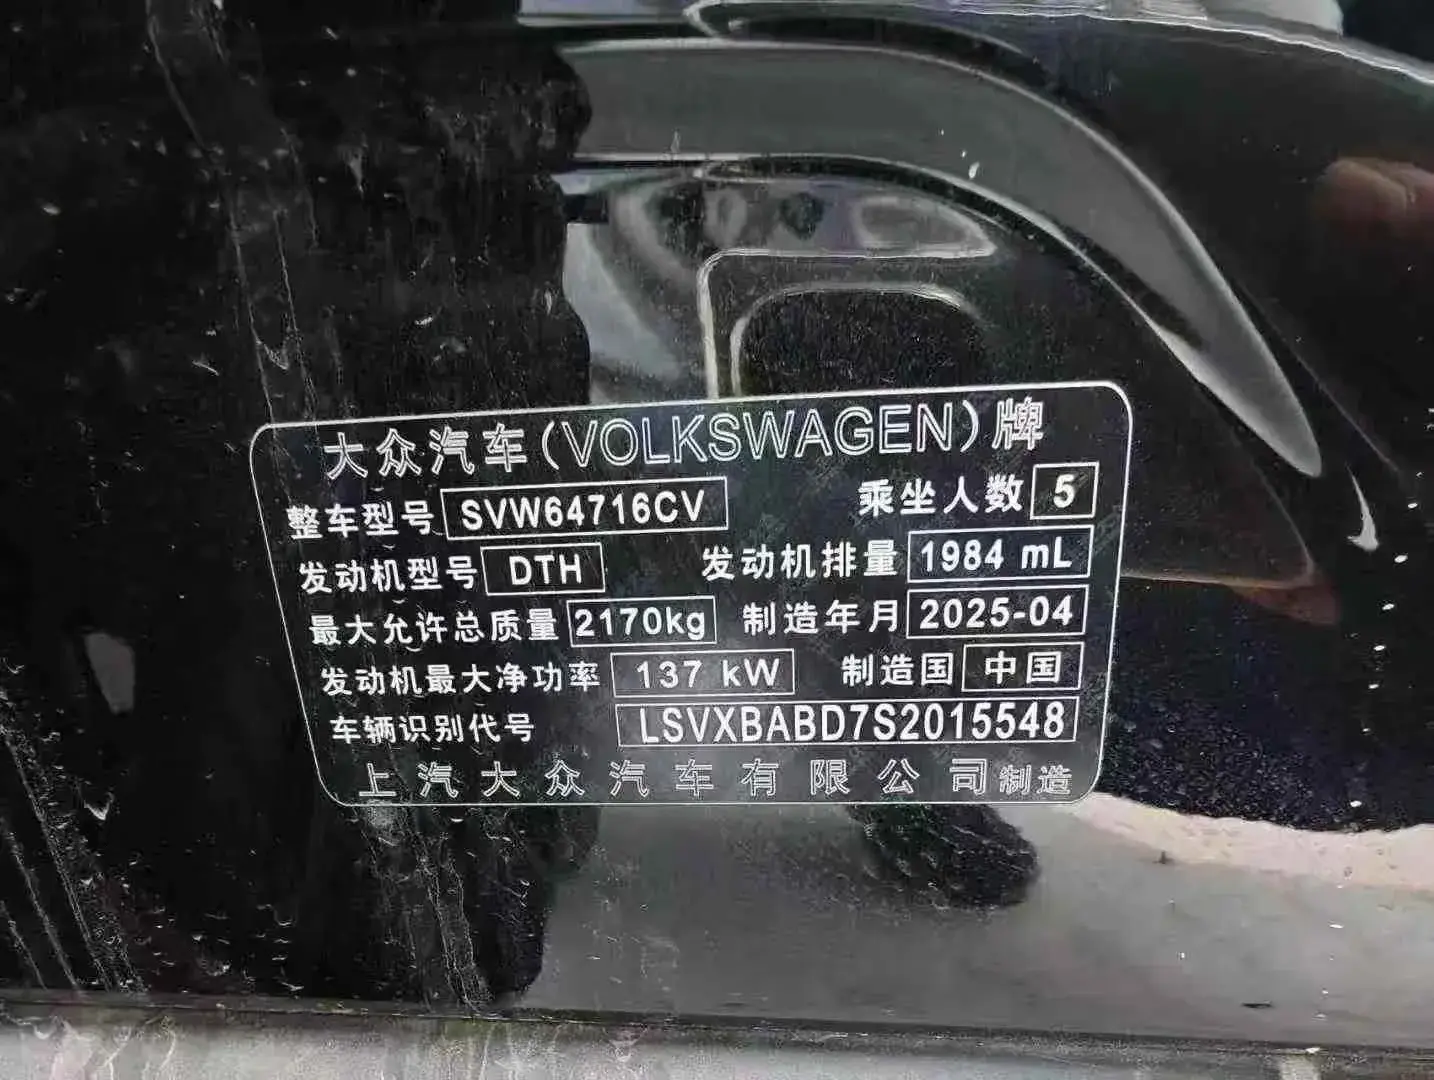 大众汽车(VOLKSWAGEN)牌
整车型号 SVW64716CV 乘坐人数 5
发动机型号 DTH 发动机排量 1984 mL
最大允许总质量 2170kg 制造年月 2025-04
发动机最大净功率 137 kW 制造国 中国
车辆识别代号 LSVXBABD7S2015548
上汽大众汽车有限公司制造